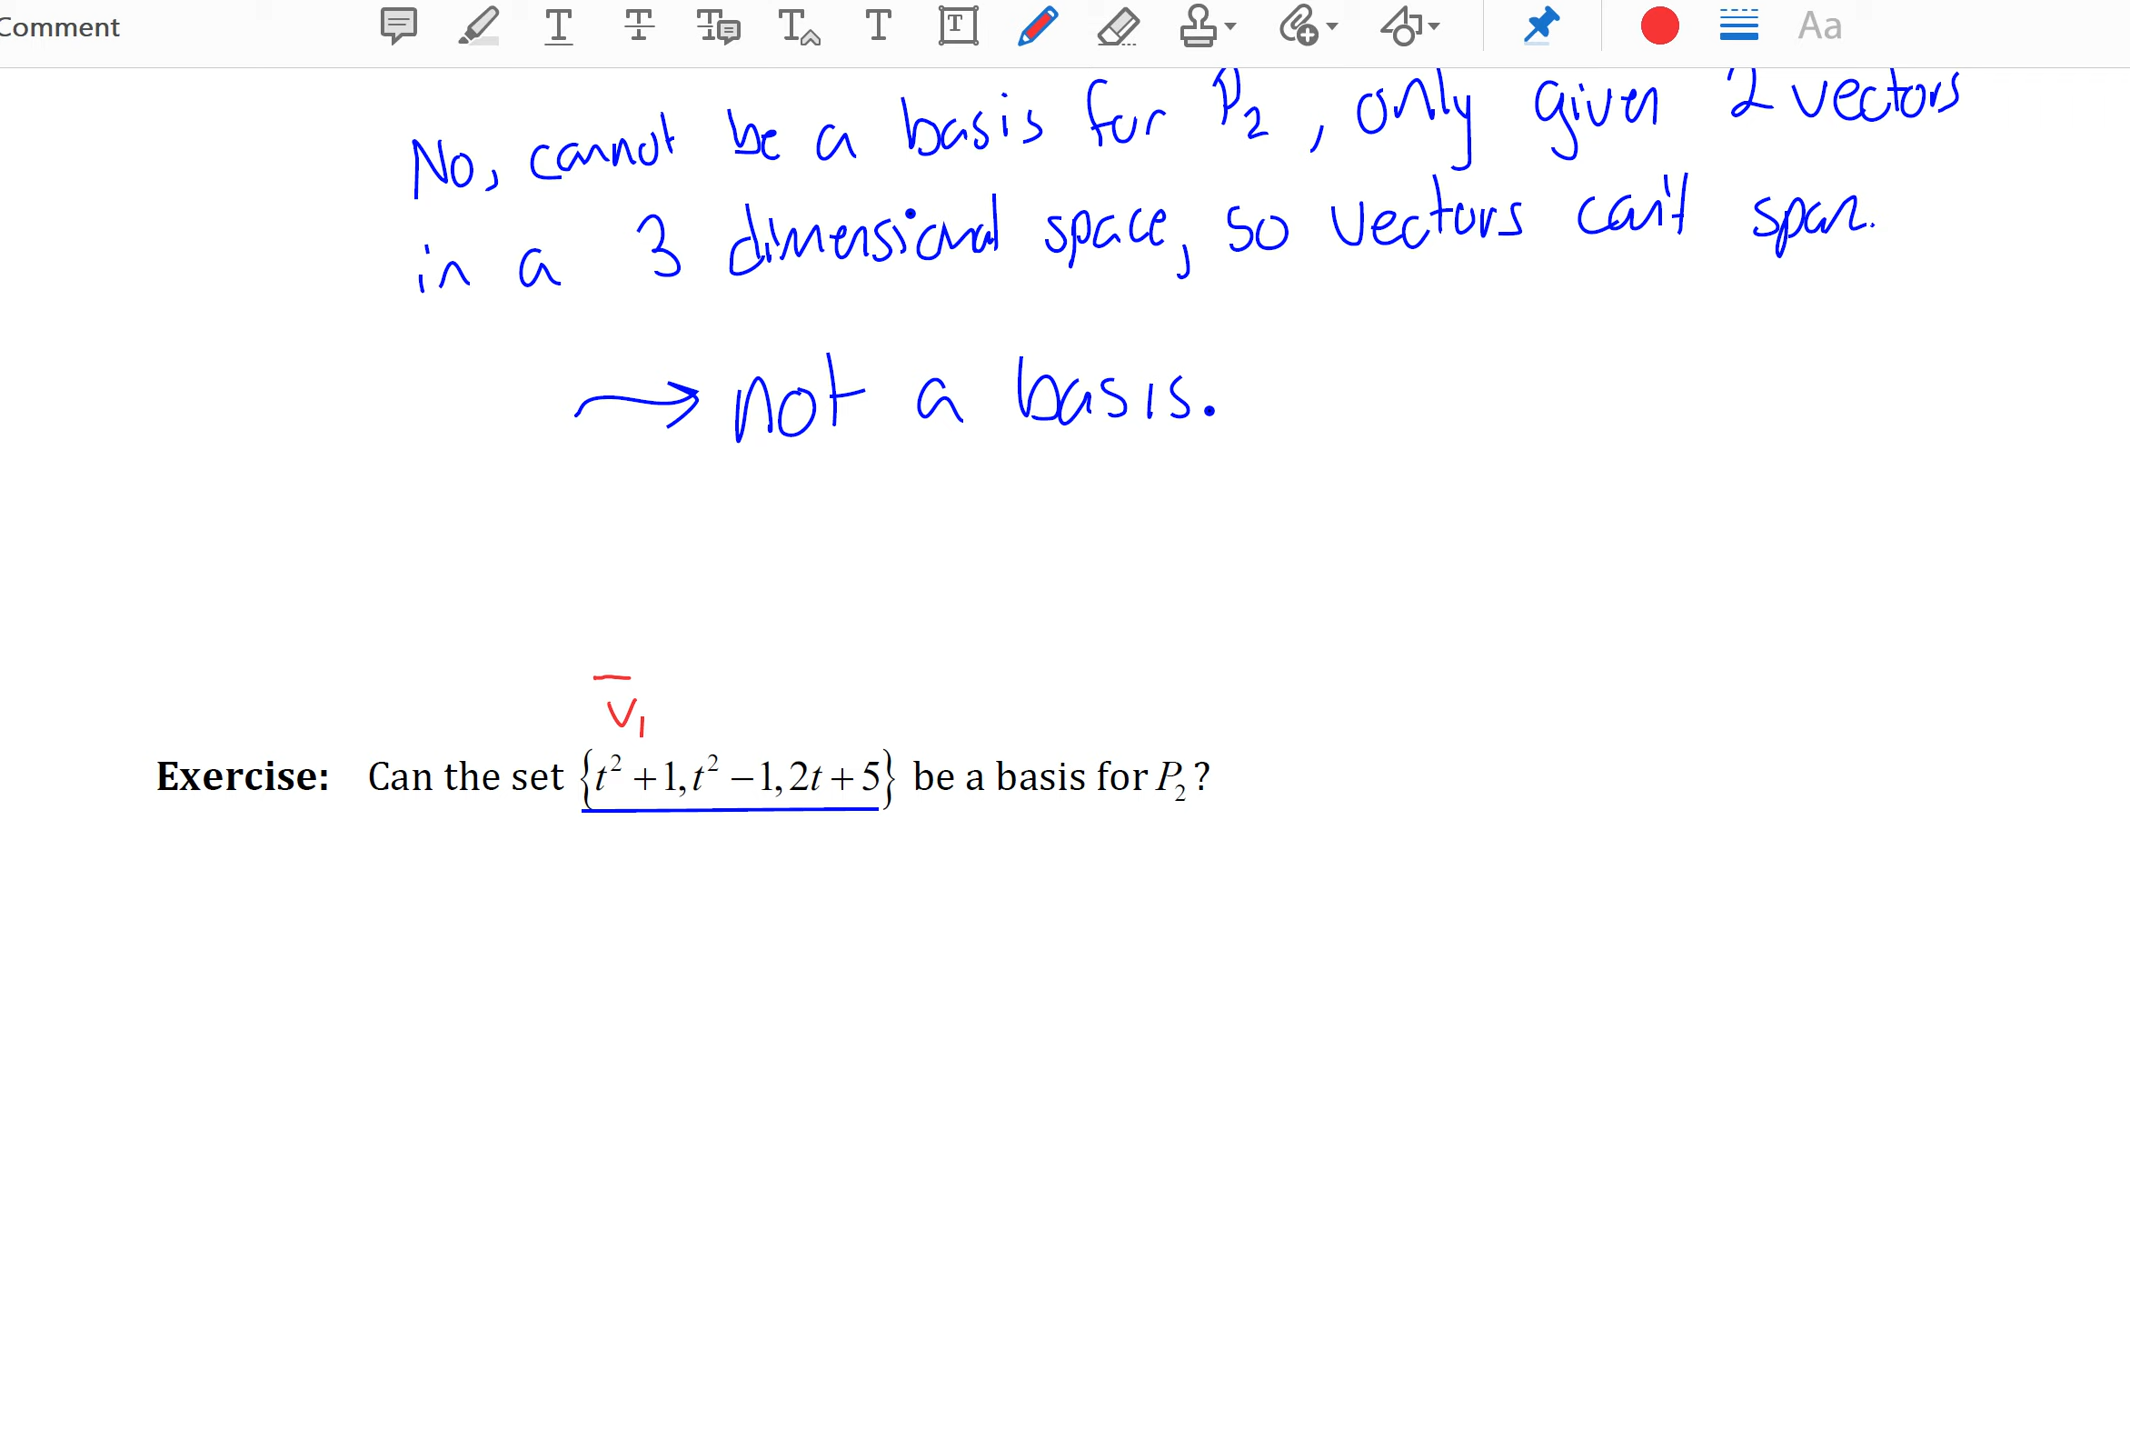 Comment
Aa
No, cannot be a basis for P₂, only given 2 vectors
in a 3 dimensional space, so vectors can't span.
→ not a basis.
v₁
Exercise: Can the set {t² + 1, t² − 1, 2t + 5} be a basis for P₂?